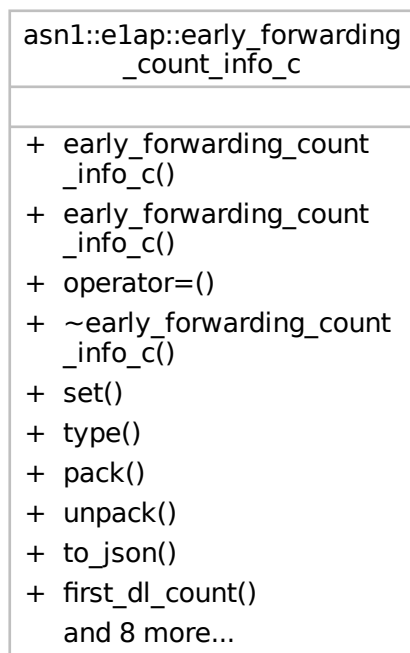 asn1::e1ap::early_forwarding
_count_info_c
+ early_forwarding_count
_info_c()
+ early_forwarding_count
_info_c()
+ operator=()
+ ~early_forwarding_count
_info_c()
+ set()
+ type()
+ pack()
+ unpack()
+ to_json()
+ first_dl_count()
and 8 more...